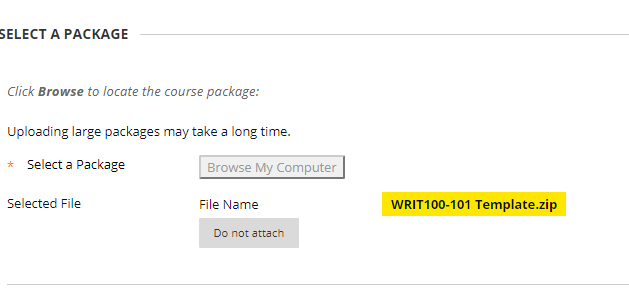 SELECT A PACKAGE
Click Browse to locate the course package:
Uploading large packages may take a long time.
* Select a Package Browse My Computer
Selected File File Name WRIT100-101 Template.zip
Do not attach